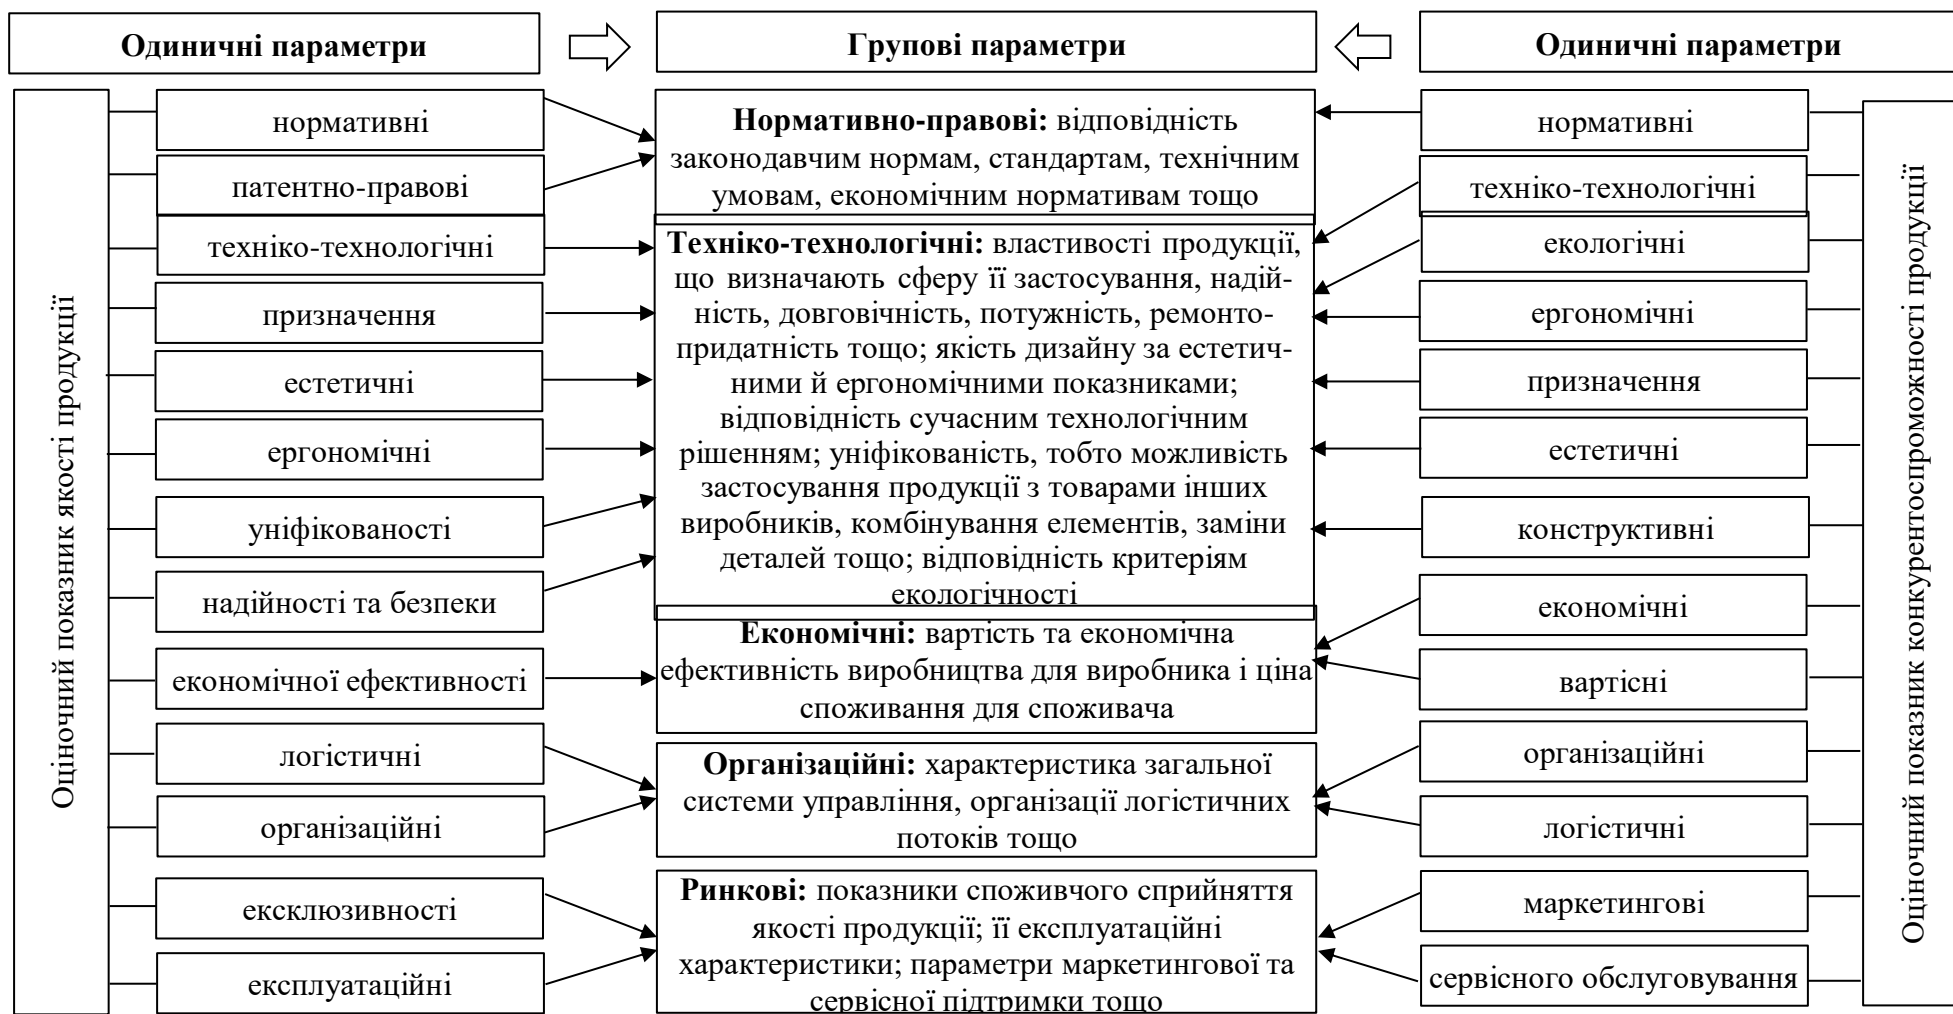 Одиничні параметри
Групові параметри
Одиничні параметри
Оціночний показник якості продукції
нормативні
патентно-правові
техніко-технологічні
призначення
естетичні
ергономічні
уніфікованості
надійності та безпеки
економічної ефективності
логістичні
організаційні
ексклюзивності
експлуатаційні
Нормативно-правові: відповідність
законодавчим нормам, стандартам, технічним
умовам, економічним нормативам тощо
Техніко-технологічні: властивості продукції,
що визначають сферу її застосування, надій-
ність, довговічність, потужність, ремонто-
придатність тощо; якість дизайну за естетич-
ними й ергономічними показниками;
відповідність сучасним технологічним
рішенням; уніфікованість, тобто можливість
застосування продукції з товарами інших
виробників, комбінування елементів, заміни
деталей тощо; відповідність критеріям
екологічності
Економічні: вартість та економічна
ефективність виробництва для виробника і ціна
споживання для споживача
Організаційні: характеристика загальної
системи управління, організації логістичних
потоків тощо
Ринкові: показники споживчого сприйняття
якості продукції; її експлуатаційні
характеристики; параметри маркетингової та
сервісної підтримки тощо
нормативні
техніко-технологічні
екологічні
ергономічні
призначення
естетичні
конструктивні
економічні
вартісні
організаційні
логістичні
маркетингові
сервісного обслуговування
Оціночний показник конкурентоспроможності продукції